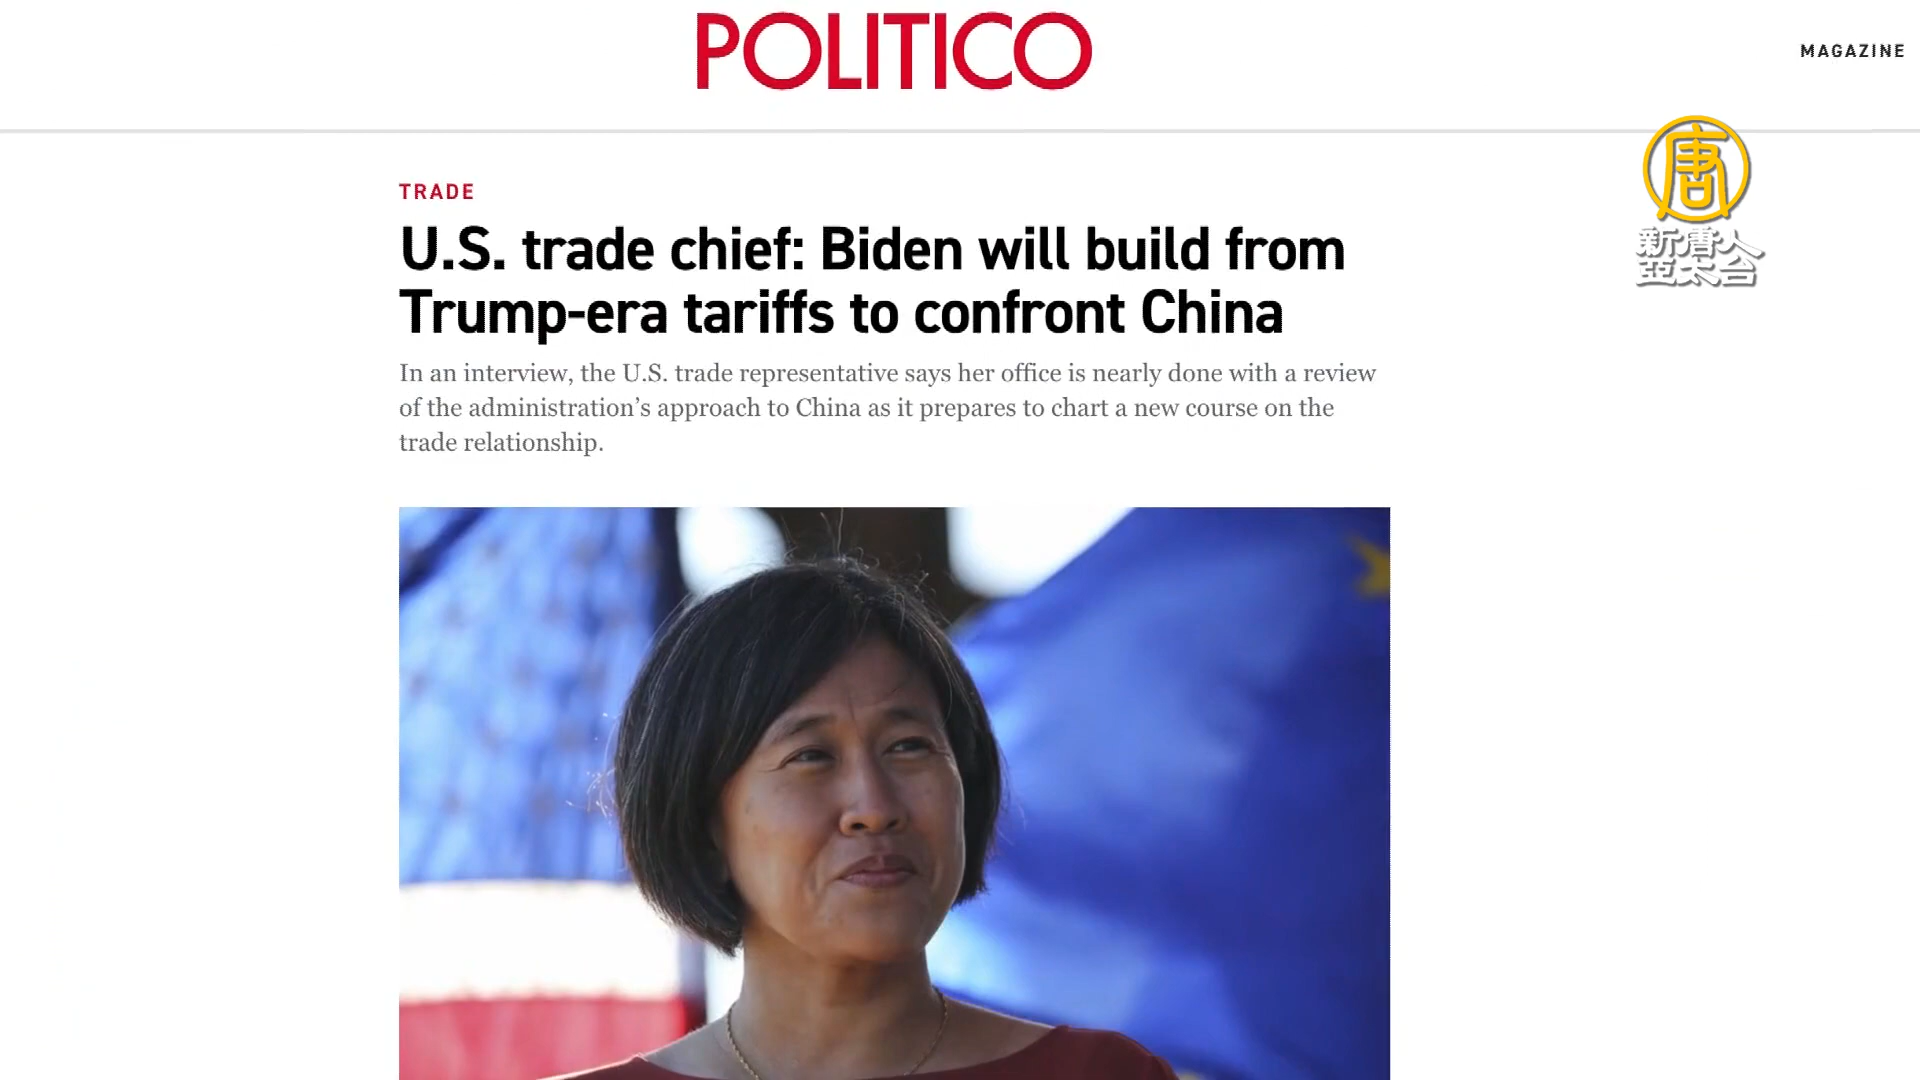 POLITICO
MAGAZINE
唐
新唐人
亞太台
TRADE
U.S. trade chief: Biden will build from
Trump-era tariffs to confront China
In an interview, the U.S. trade representative says her office is nearly done with a review
of the administration’s approach to China as it prepares to chart a new course on the
trade relationship.